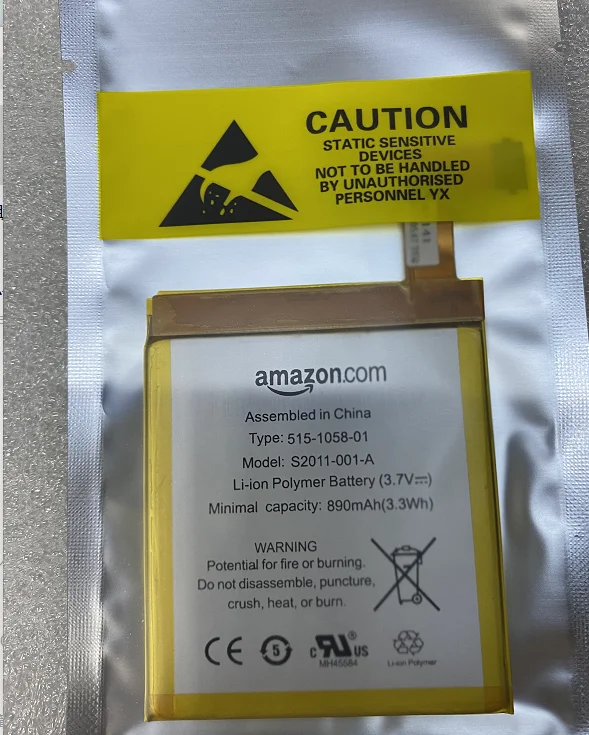 CAUTION
STATIC SENSITIVE
DEVICES
NOT TO BE HANDLED
BY UNAUTHORISED
PERSONNEL YX
amazon.com
Assembled in China
Type: 515-1058-01
Model: S2011-001-A
Li-ion Polymer Battery (3.7V⎓)
Minimal capacity: 890mAh(3.3Wh)
WARNING
Potential for fire or burning.
Do not disassemble, puncture,
crush, heat, or burn.
CE 5 c RU® US
MH45584
Li-ion Polymer